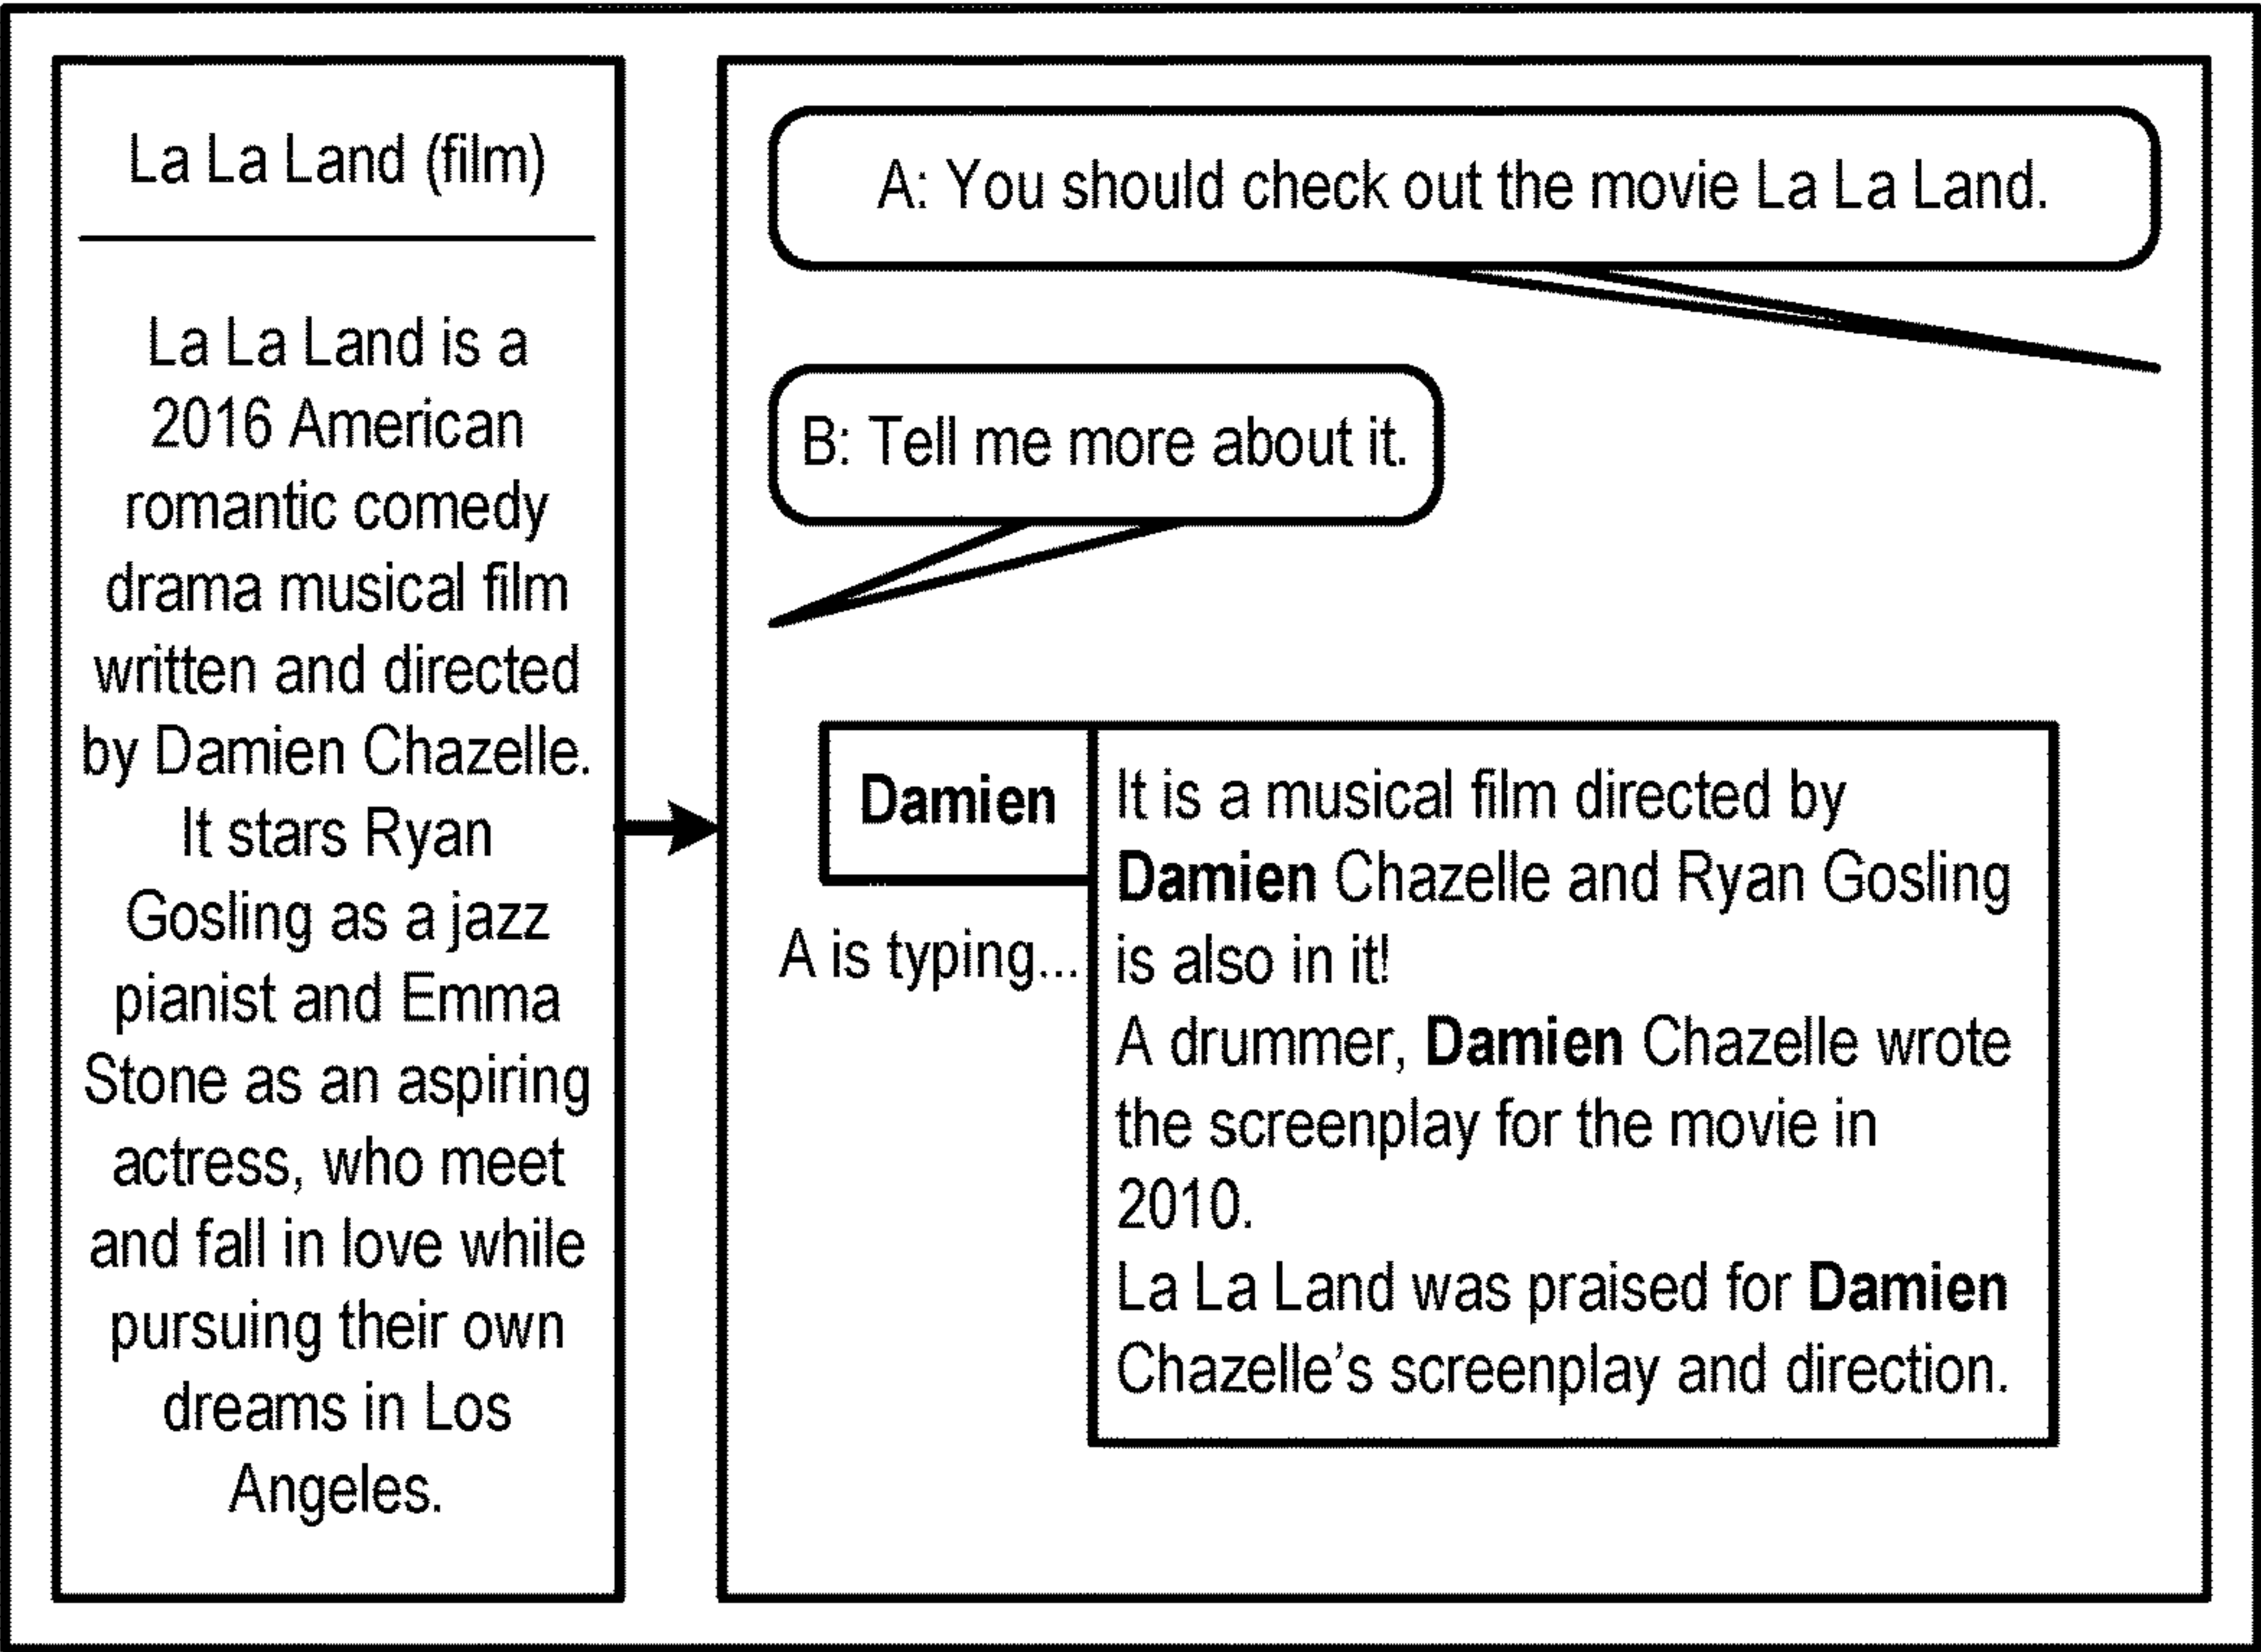 La La Land (film)
La La Land is a
2016 American
romantic comedy
drama musical film
written and directed
by Damien Chazelle.
It stars Ryan
Gosling as a jazz
pianist and Emma
Stone as an aspiring
actress, who meet
and fall in love while
pursuing their own
dreams in Los
Angeles.
A: You should check out the movie La La Land.
B: Tell me more about it.
Damien
A is typing...
It is a musical film directed by
Damien Chazelle and Ryan Gosling
is also in it!
A drummer, Damien Chazelle wrote
the screenplay for the movie in
2010.
La La Land was praised for Damien
Chazelle's screenplay and direction.